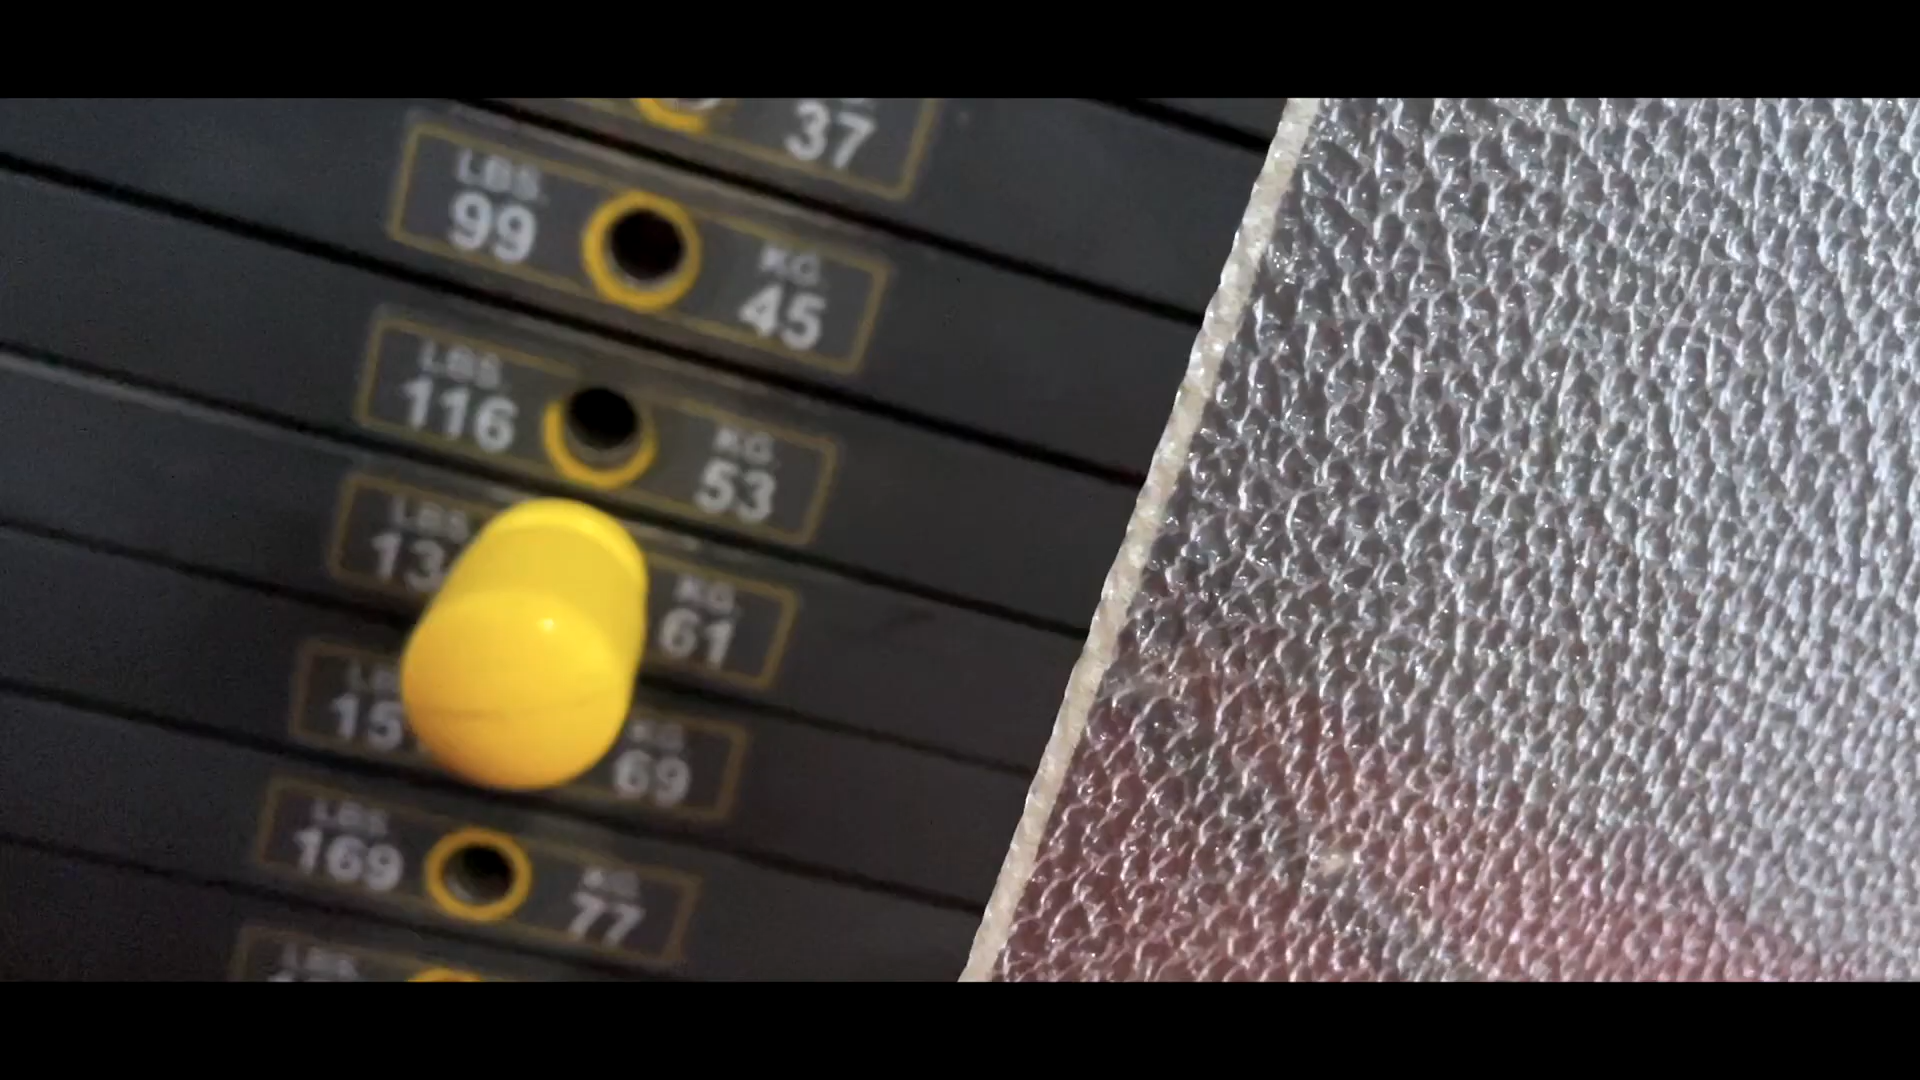 37
LBS.
99
KG.
45
LBS.
116
KG.
53
LBS.
KG.
61
KG.
69
LBS.
169
KG.
77
LBS.